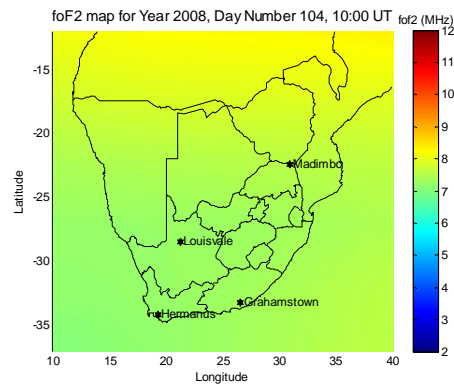 foF2 map for Year 2008, Day Number 104, 10:00 UT
fof2 (MHz)
12
11
10
9
8
7
6
5
4
3
2
-15
-20
-25
-30
-35
Latitude
Madimbo
Louisvale
Grahamstown
Hermanus
10 15 20 25 30 35 40
Longitude